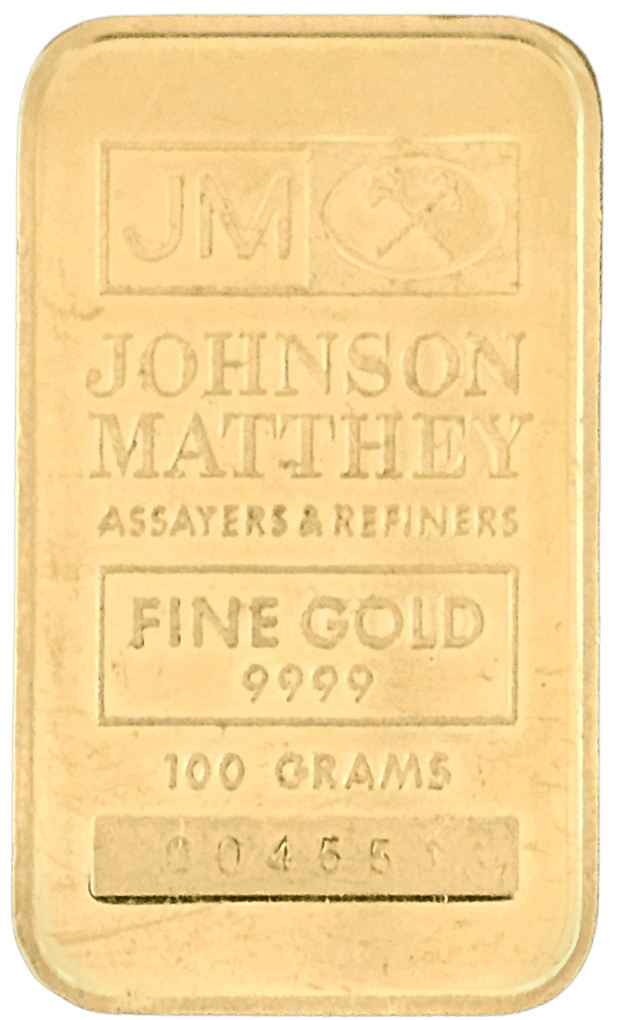 JM
JOHNSON
MATTHEY
ASSAYERS & REFINERS
FINE GOLD
9999
100 GRAMS